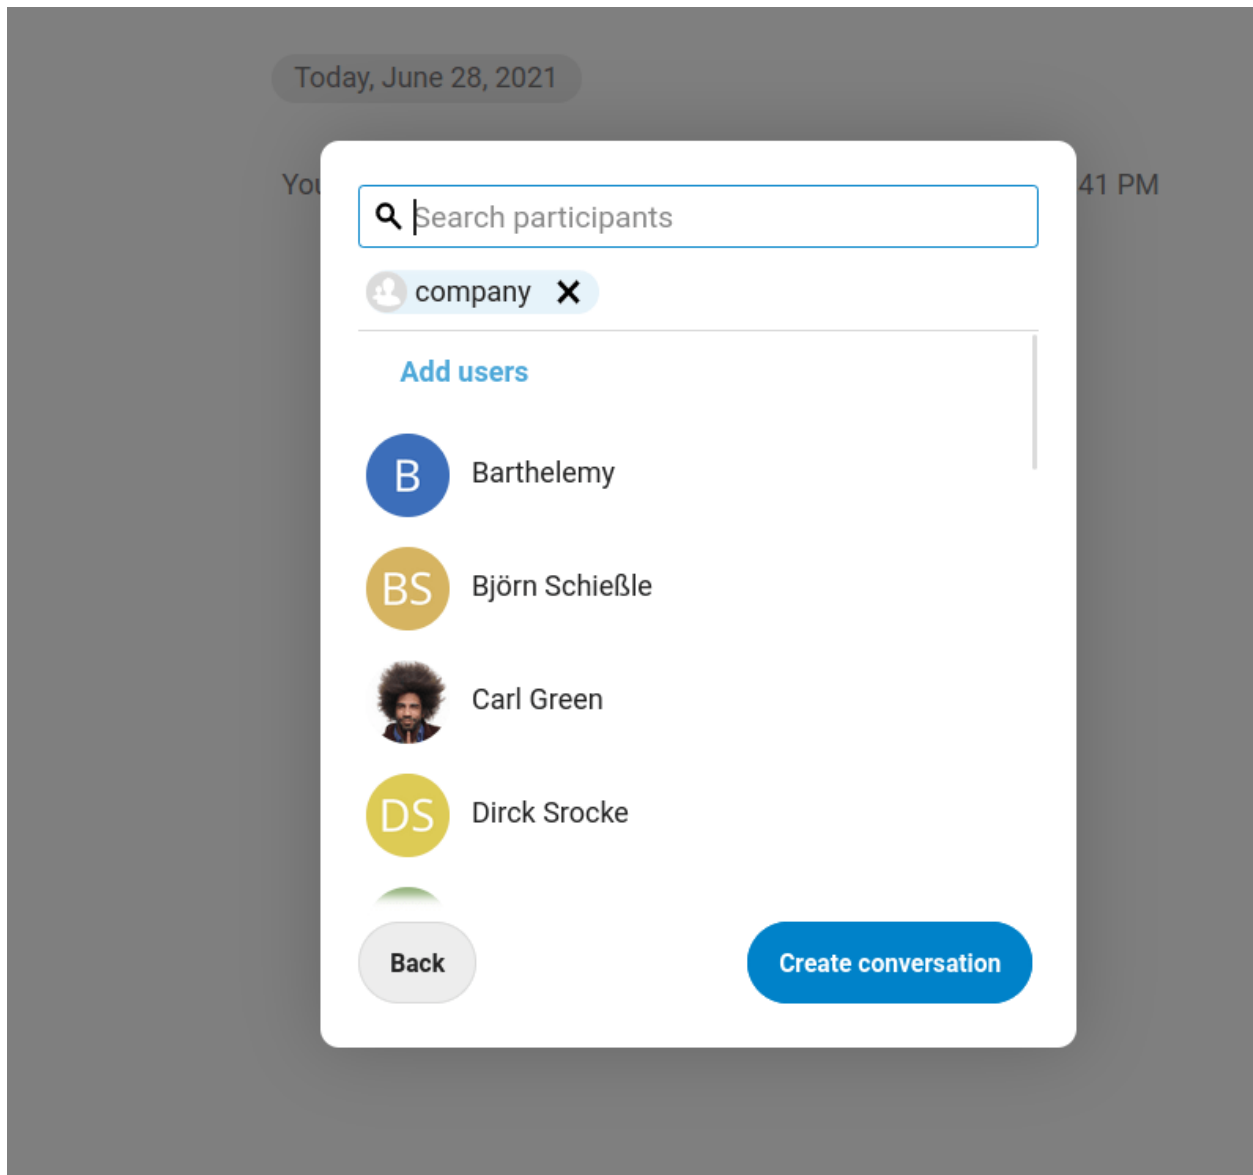 Today, June 28, 2021
You
41 PM
Search participants
company
Add users
B
Barthelemy
BS
Björn Schießle
Carl Green
DS
Dirck Srocke
Back
Create conversation